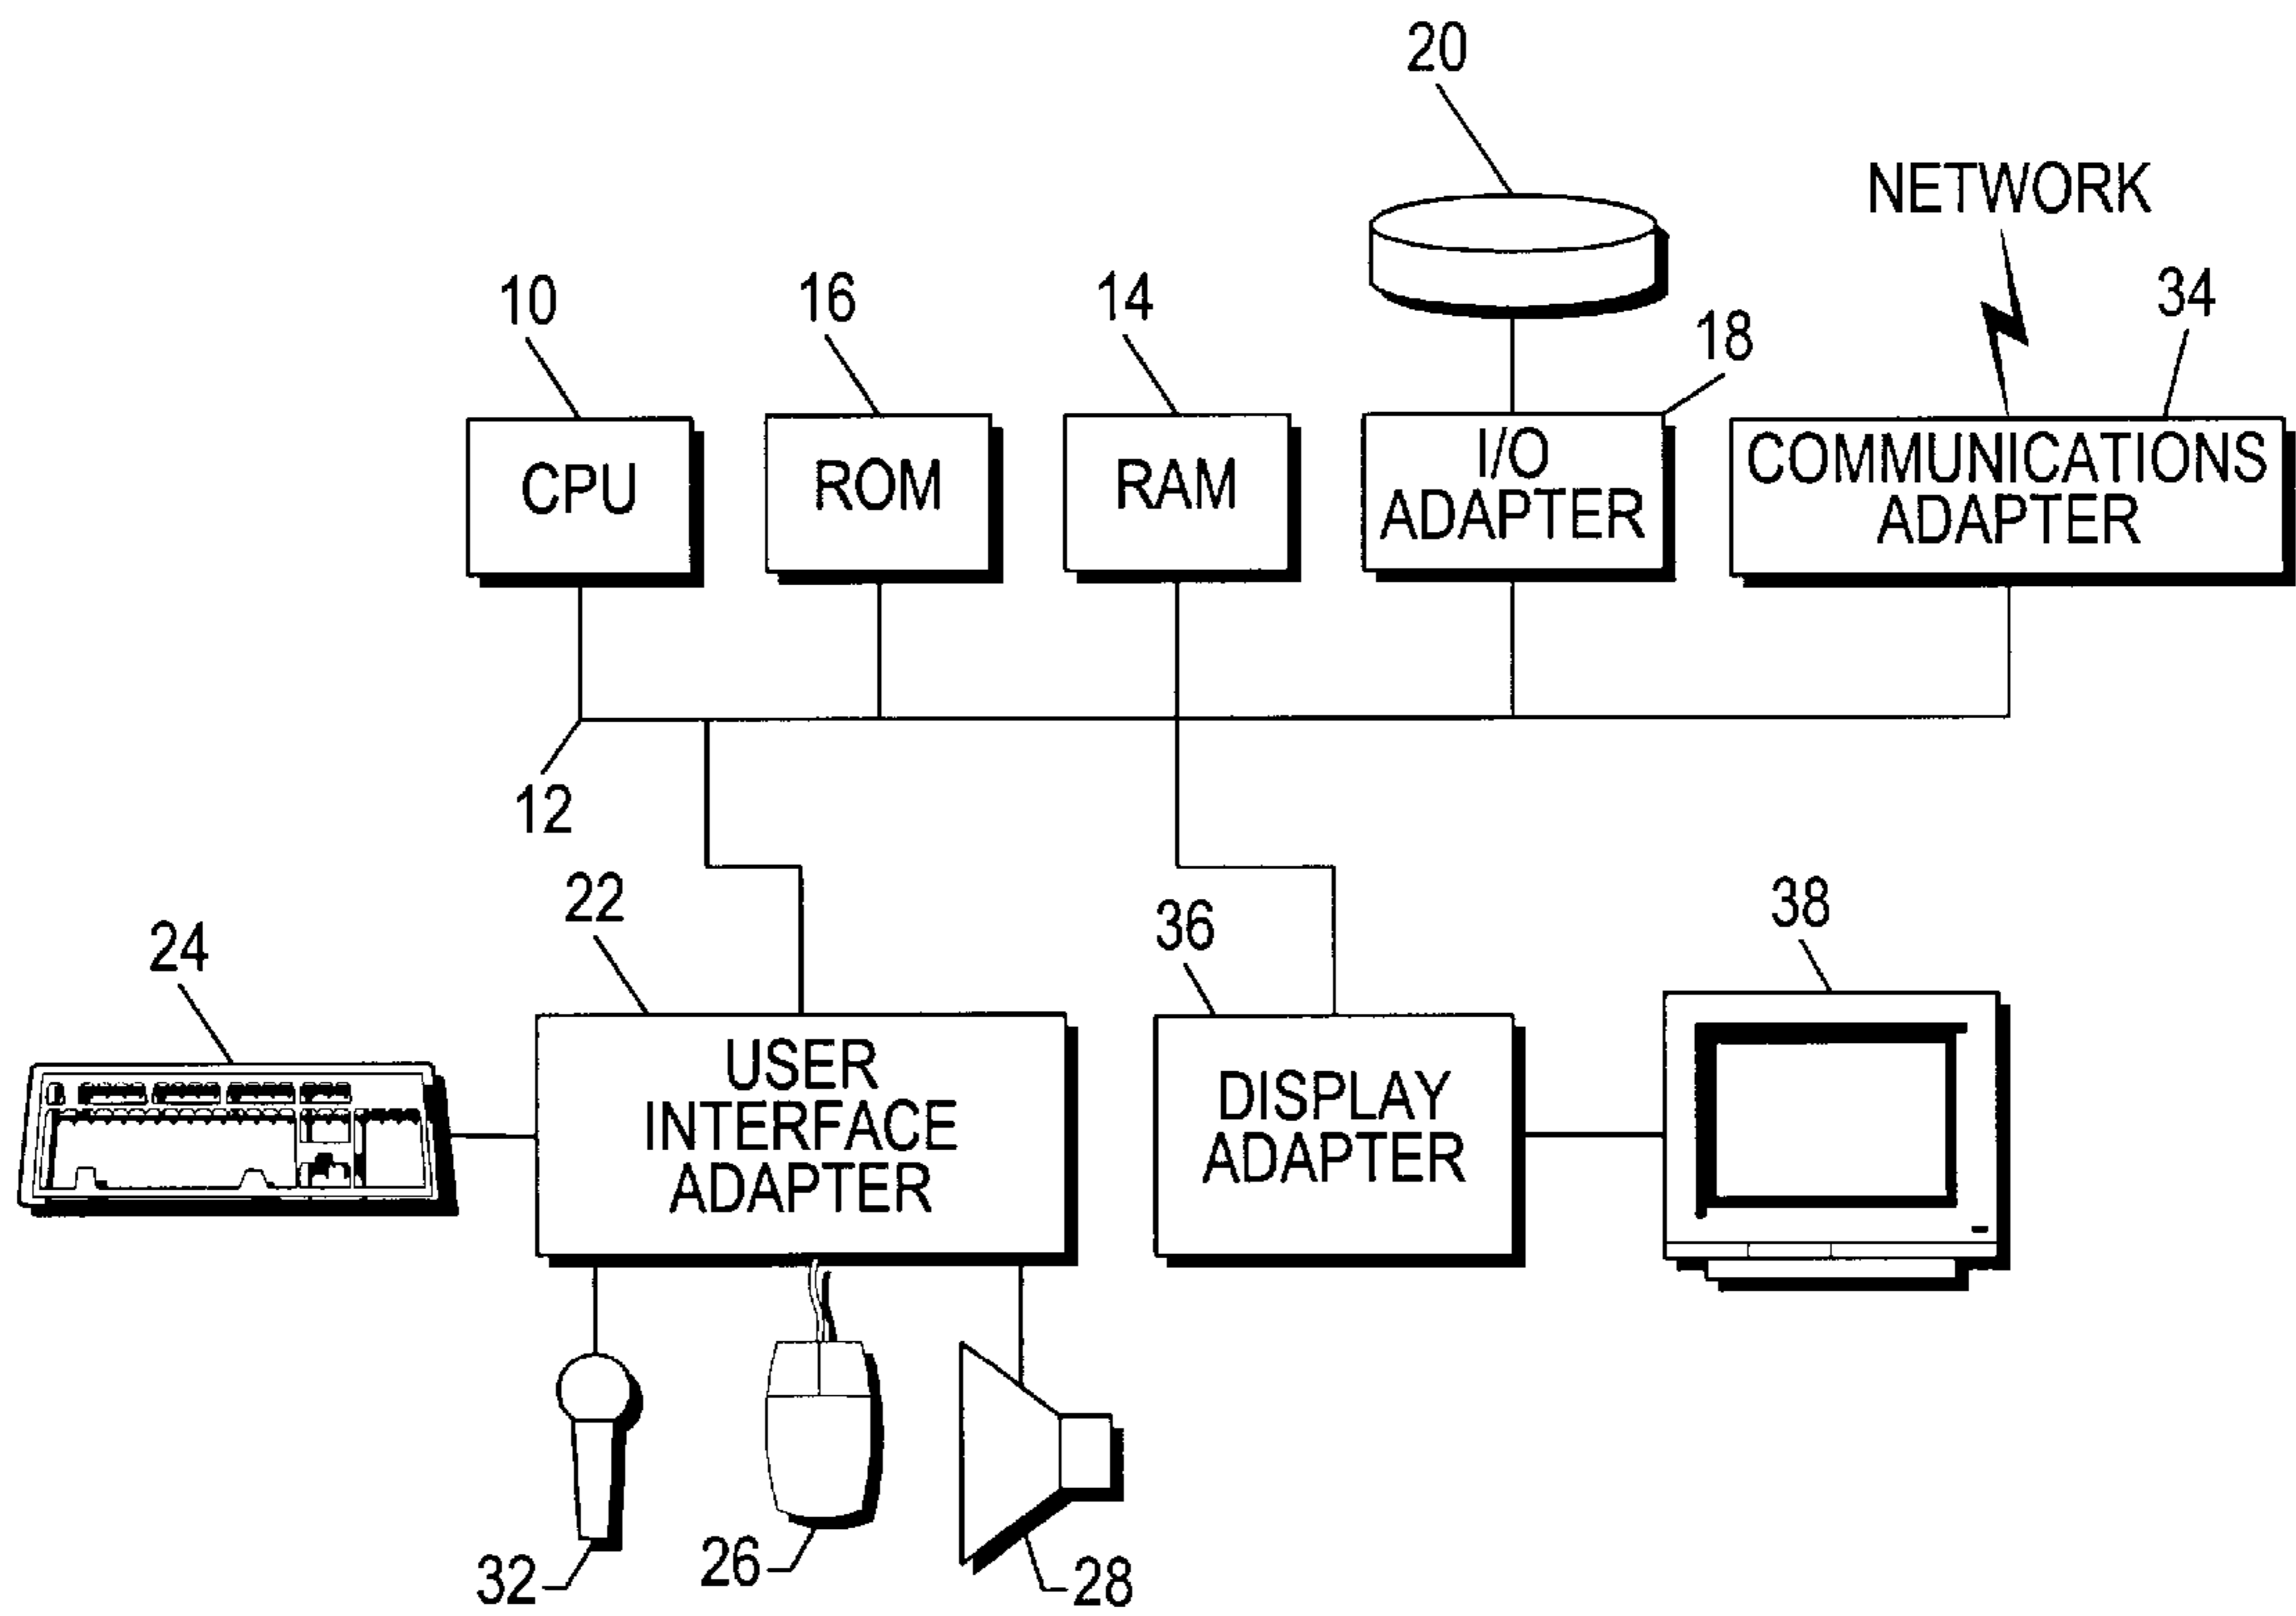 20
NETWORK
10
16
14
18
34
CPU
ROM
RAM
I/O
ADAPTER
COMMUNICATIONS
ADAPTER
12
22
36
38
24
USER
INTERFACE
ADAPTER
DISPLAY
ADAPTER
32
26
28